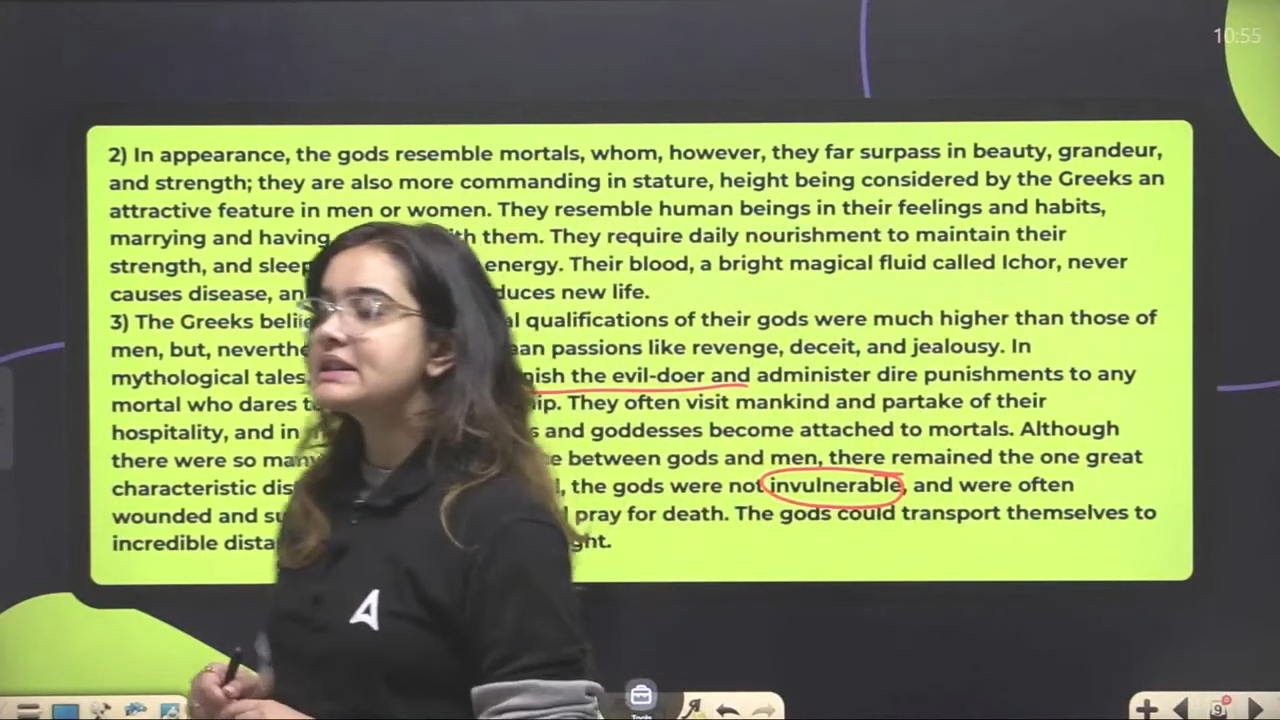 10:55
2) In appearance, the gods resemble mortals, whom, however, they far surpass in beauty, grandeur,
and strength; they are also more commanding in stature, height being considered by the Greeks an
attractive feature in men or women. They resemble human beings in their feelings and habits,
marrying and having with them. They require daily nourishment to maintain their
strength, and sleep energy. Their blood, a bright magical fluid called Ichor, never
causes disease, duces new life.
3) The Greeks qualifications of their gods were much higher than those of
men, but, passions like revenge, deceit, and jealousy. In
mythological tales the evil-doer and administer dire punishments to any
mortal who dares They often visit mankind and partake of their
hospitality, and in and goddesses become attached to mortals. Although
there were so many between gods and men, there remained the one great
characteristic the gods were not invulnerable, and were often
wounded and pray for death. The gods could transport themselves to
incredible
9
Tools